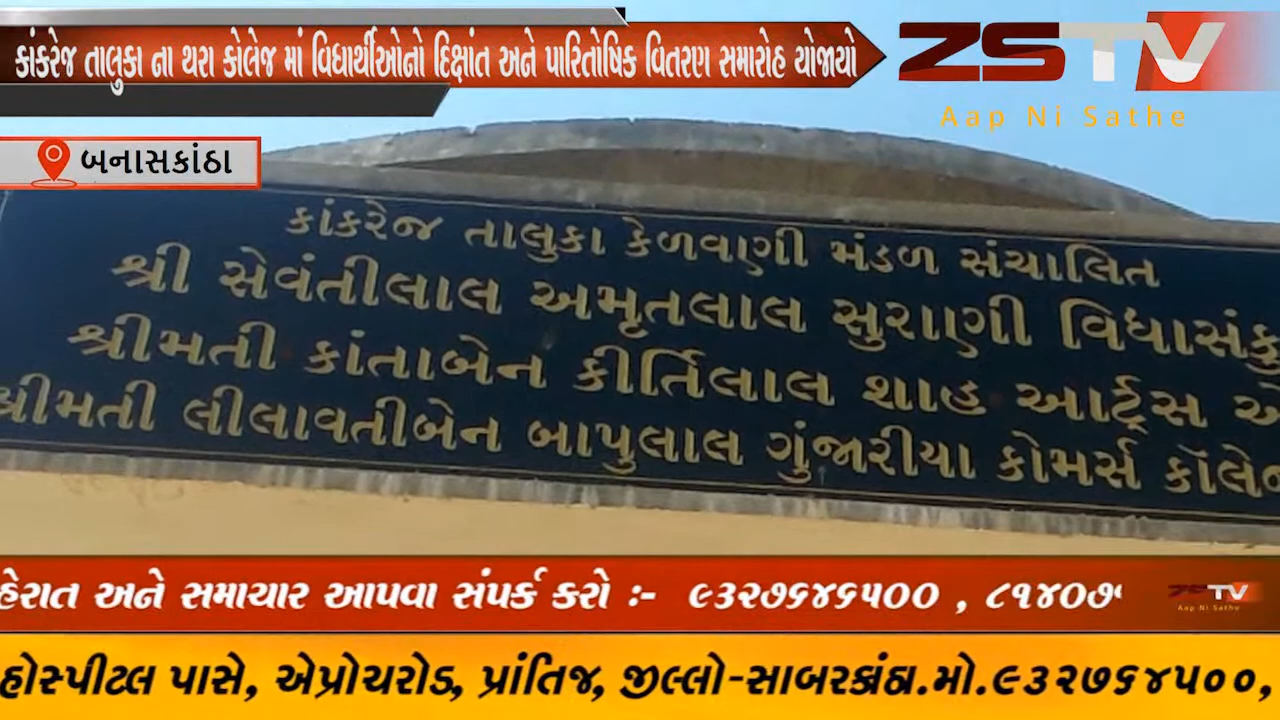 કાંકરેજ તાલુકા ના થરા કોલેજ માં વિધાર્થીઓનો દિક્ષાંત અને પારિતોષિક વિતરણ સમારોહ યોજાયો
ZSTV
Aap Ni Sathe
બનાસકાંઠા
કાંકરેજ તાલુકા કેળવણી મંડળ સંચાલિત
શ્રી સેવંતીલાલ અમૃતલાલ સુરાણી વિધાસંકુ
શ્રીમતી કાંતાબેન કીર્તિલાલ શાહ આર્ટ્સ એ
શ્રીમતી લીલાવતીબેન બાપુલાલ ગુંજારીયા કોમર્સ કૉલેજ
હેરાત અને સમાચાર આપવા સંપર્ક કરો :- ૯૩૨૭૬૪૬૫૦૦ , ૮૧૪૦૭૧
ZSTV
Aap Ni Sathe
હોસ્પીટલ પાસે, એપ્રોચરોડ, પ્રાંતિજ, જીલ્લો-સાબરકાંઠા.મો.૯૩૨૭૬૪૫૦૦,